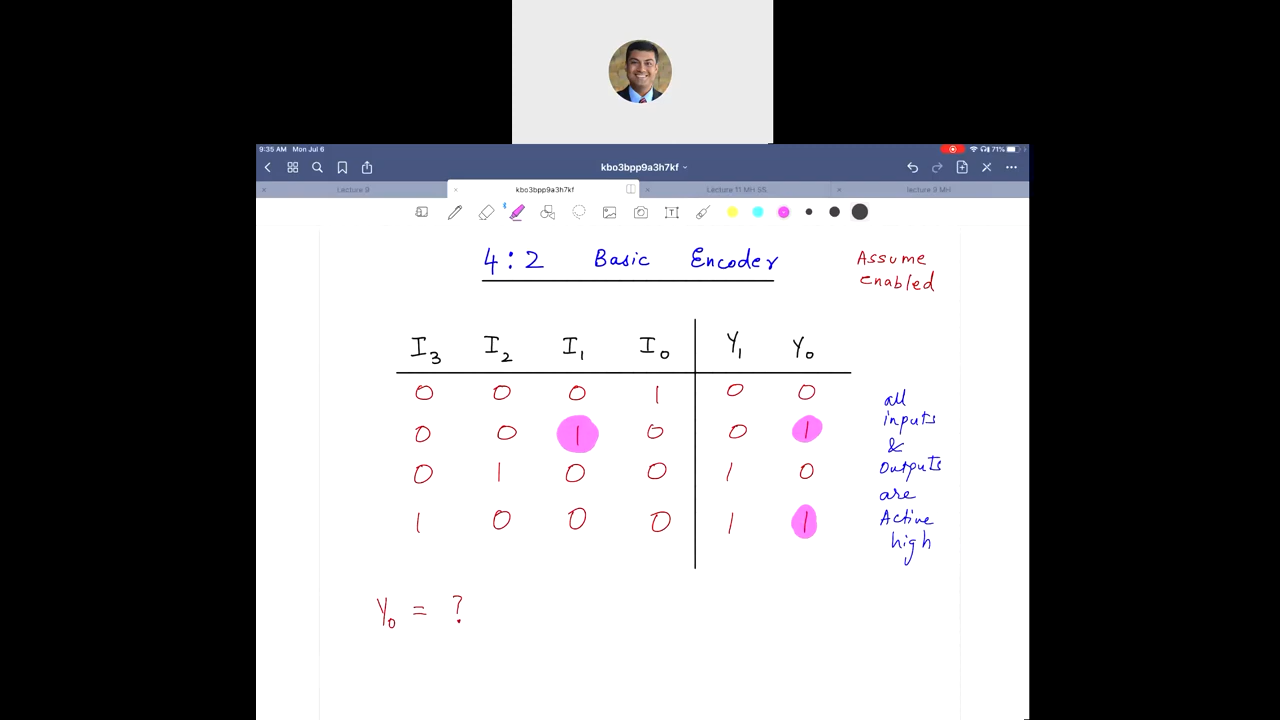 9:35 AM Mon Jul 6
71%
kbo3bpp9a3h7kf
Lecture 9
kbo3bpp9a3h7kf
Lecture 11 MH SS
lecture 9 MH
4:2 Basic Encoder
Assume
enabled
I3 I2 I1 I0 Y1 Y0
0 0 0 1 0 0
0 0 1 0 0 1
0 1 0 0 1 0
1 0 0 0 1 1
all
inputs
&
Outputs
are
Active
high
Y0 = ?